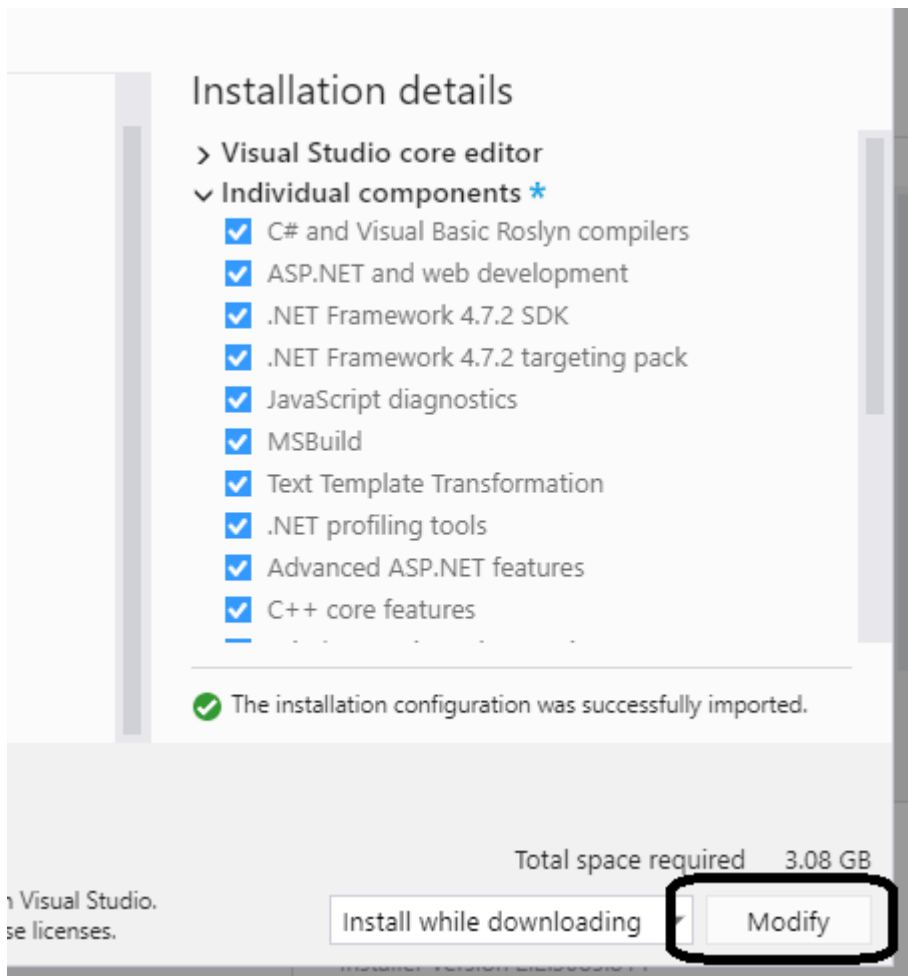 Installation details
Visual Studio core editor
Individual components *
C# and Visual Basic Roslyn compilers
ASP.NET and web development
.NET Framework 4.7.2 SDK
.NET Framework 4.7.2 targeting pack
JavaScript diagnostics
MSBuild
Text Template Transformation
.NET profiling tools
Advanced ASP.NET features
C++ core features
The installation configuration was successfully imported.
Total space required 3.08 GB
Visual Studio.
se licenses.
Install while downloading
Modify